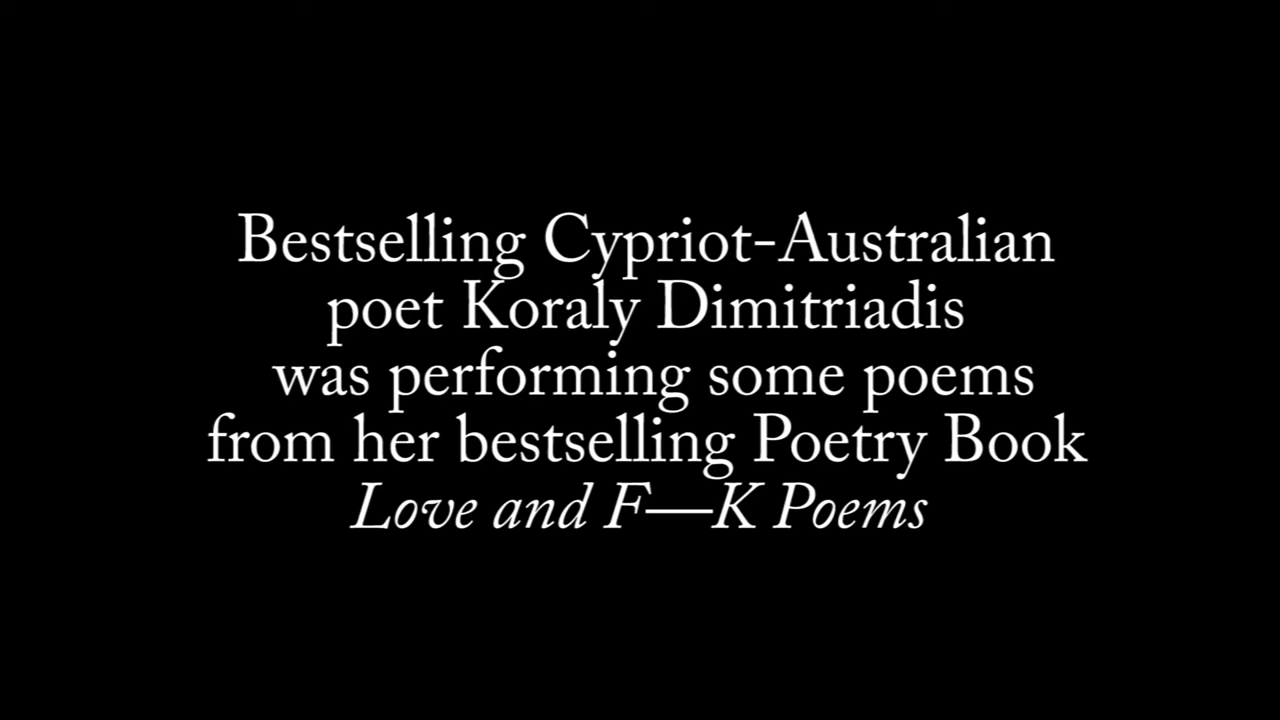 Bestselling Cypriot-Australian
poet Koraly Dimitriadis
was performing some poems
from her bestselling Poetry Book
Love and F—K Poems